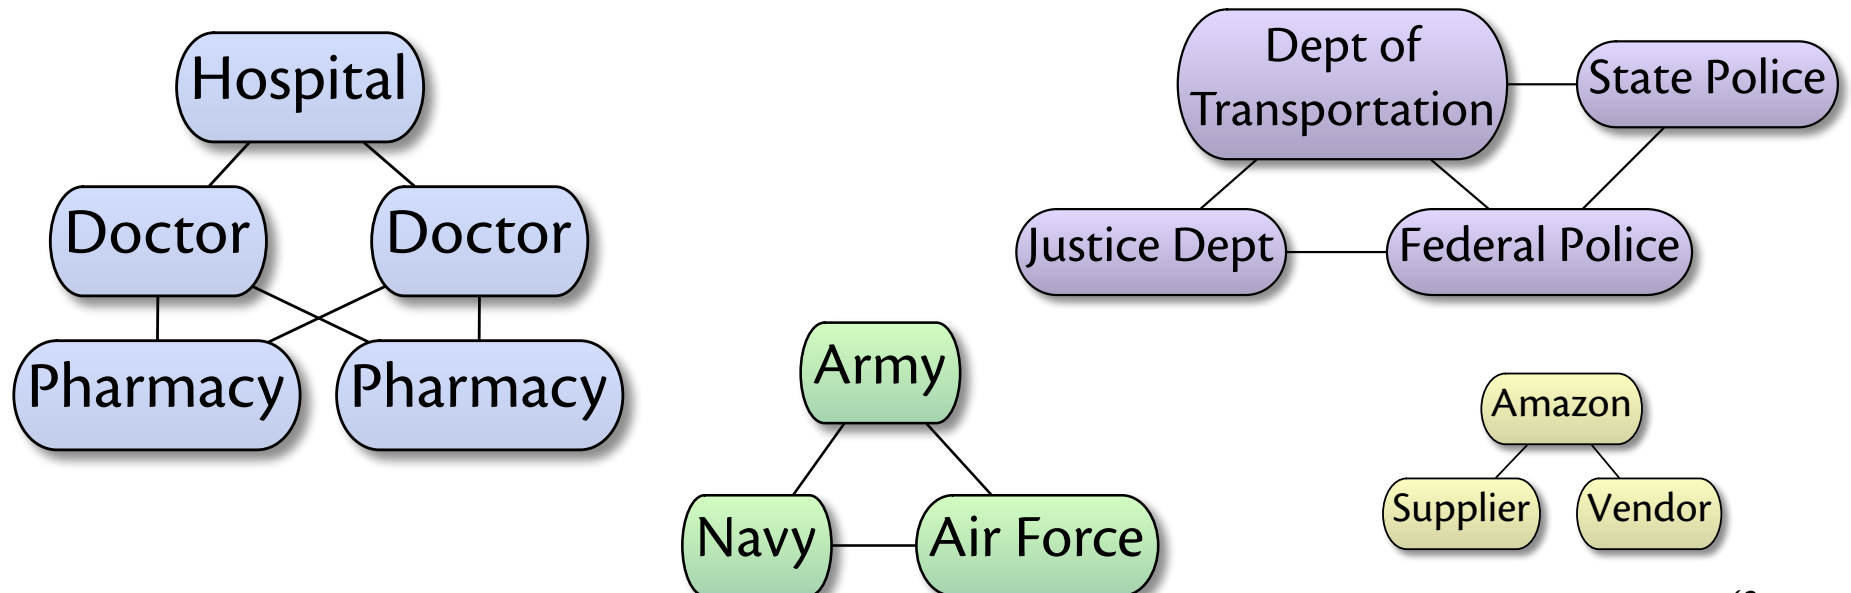 Hospital
Doctor
Doctor
Pharmacy
Pharmacy
Army
Navy
Air Force
Dept of
Transportation
State Police
Justice Dept
Federal Police
Amazon
Supplier
Vendor